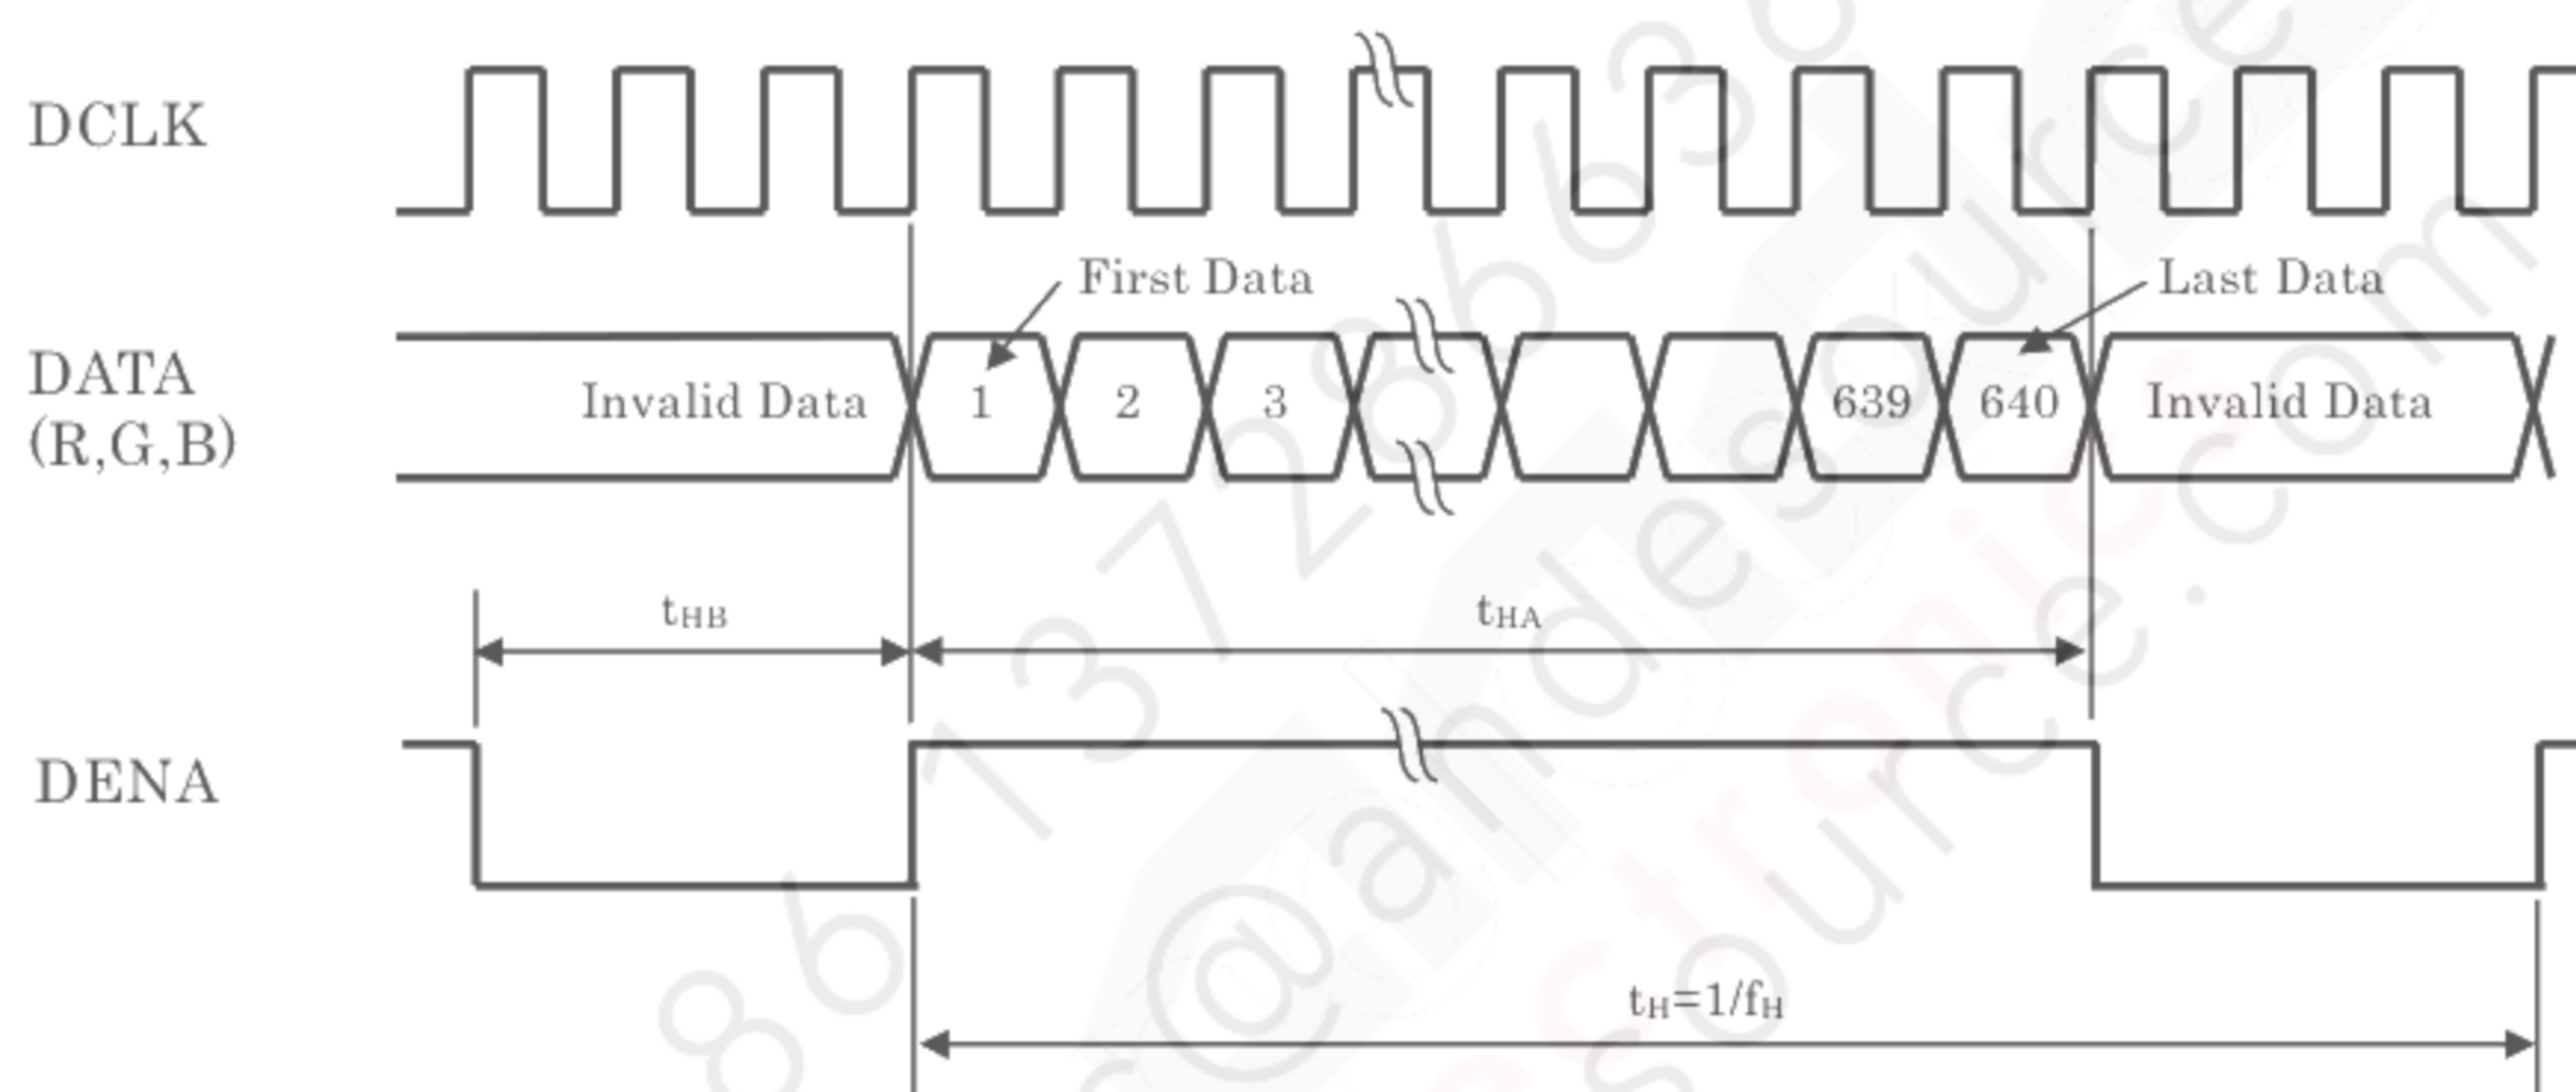 DCLK
First Data
Last Data
DATA
(R,G,B)
Invalid Data
1
2
3
639
640
Invalid Data
tHB
tHA
DENA
tH=1/fH